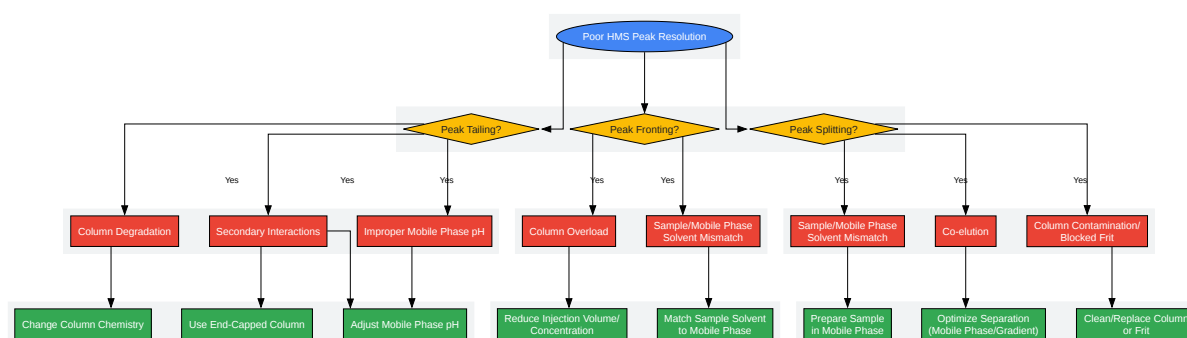 Poor HMS Peak Resolution
Peak Tailing?
Peak Fronting?
Peak Splitting?
Yes
Yes
Yes
Yes
Yes
Yes
Yes
Yes
Column Degradation
Secondary Interactions
Improper Mobile Phase pH
Column Overload
Sample/Mobile Phase
Solvent Mismatch
Sample/Mobile Phase
Solvent Mismatch
Co-elution
Column Contamination/
Blocked Frit
Change Column Chemistry
Use End-Capped Column
Adjust Mobile Phase pH
Reduce Injection Volume/
Concentration
Match Sample Solvent
to Mobile Phase
Prepare Sample
in Mobile Phase
Optimize Separation
(Mobile Phase/Gradient)
Clean/Replace Column
or Frit